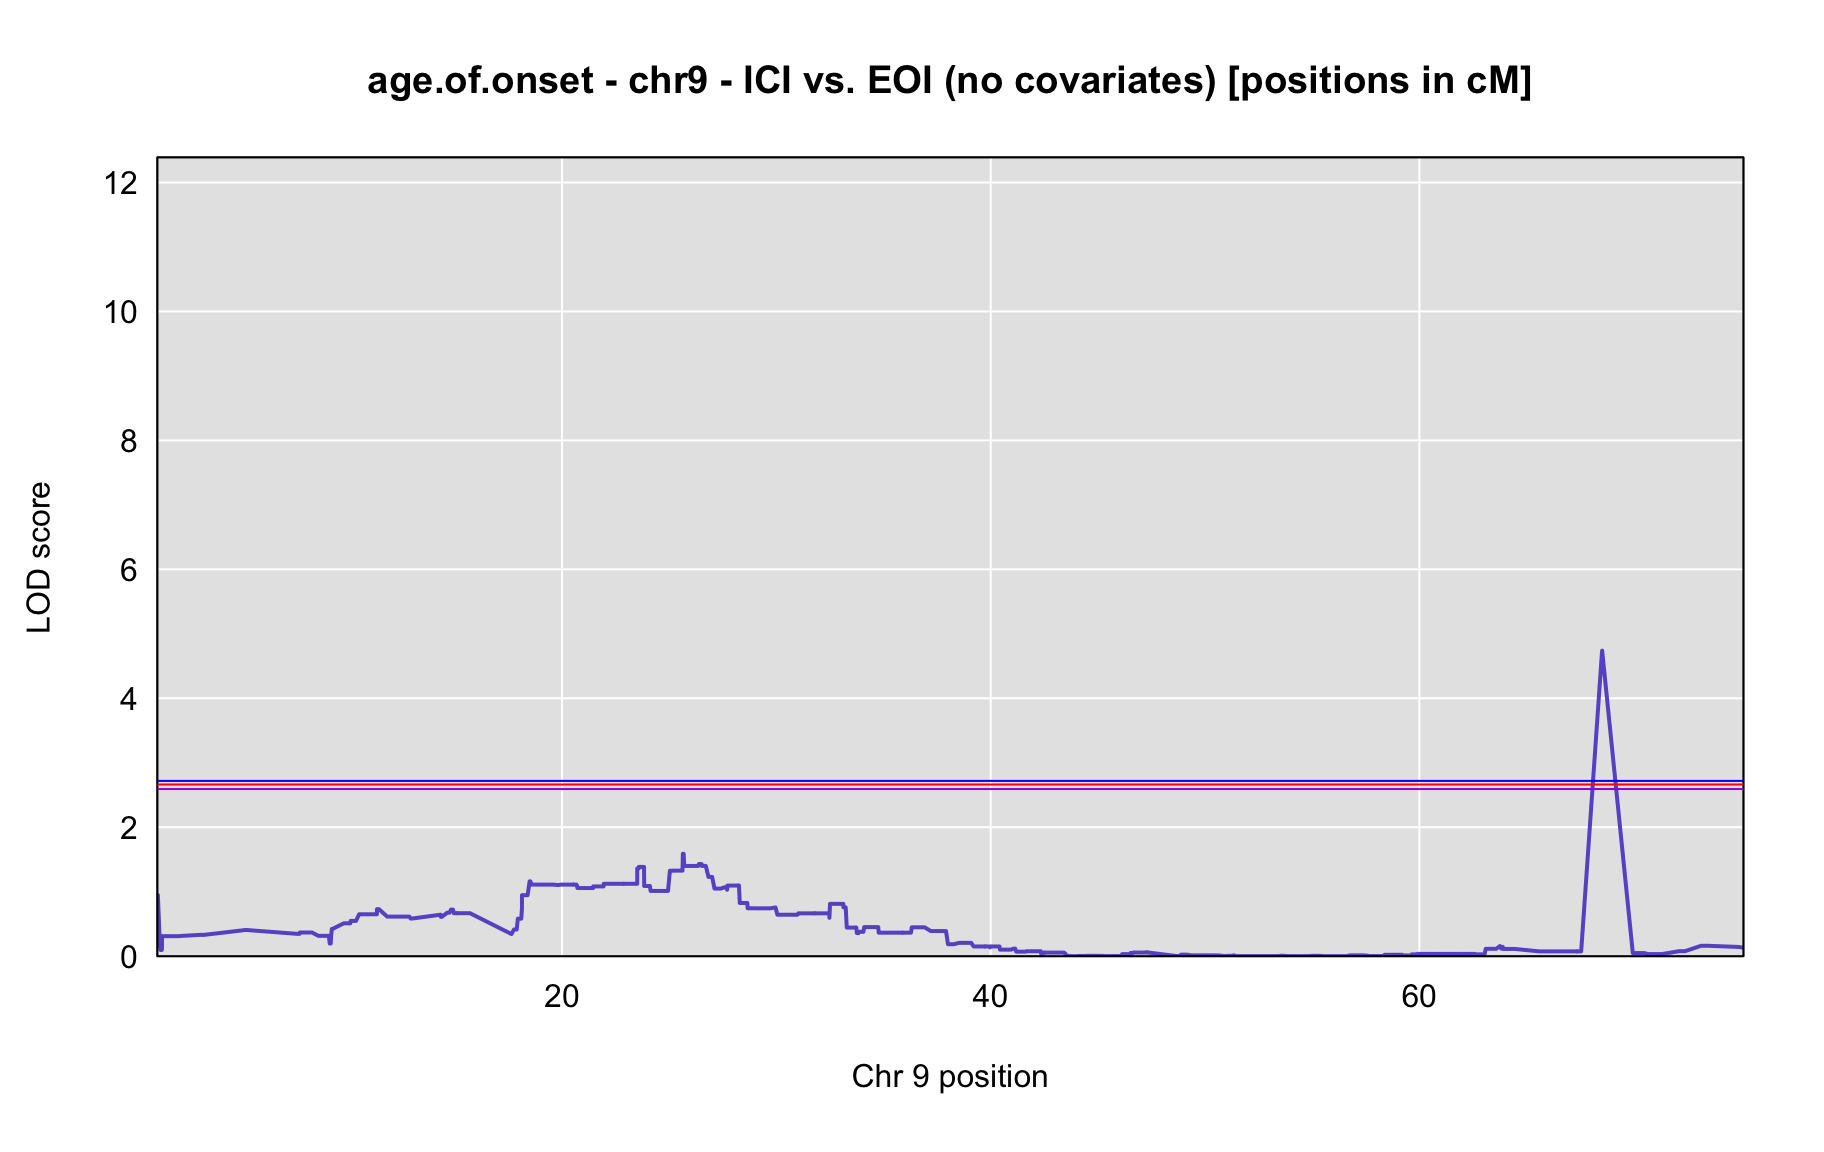 age.of.onset - chr9 - ICI vs. EOI (no covariates) [positions in cM]
12
10
8
6
4
2
0
LOD score
20 40 60
Chr 9 position